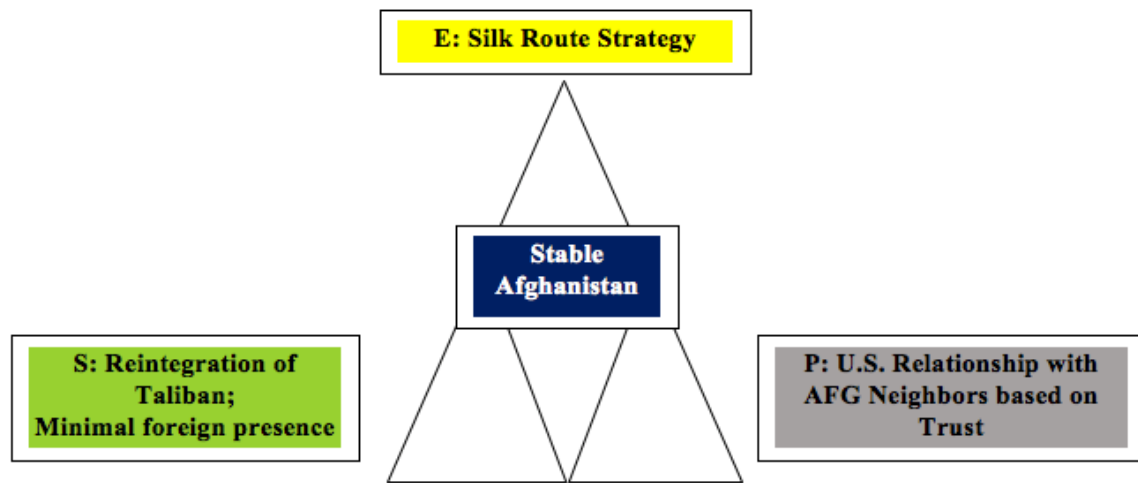 E: Silk Route Strategy
Stable
Afghanistan
S: Reintegration of
Taliban;
Minimal foreign presence
P: U.S. Relationship with
AFG Neighbors based on
Trust